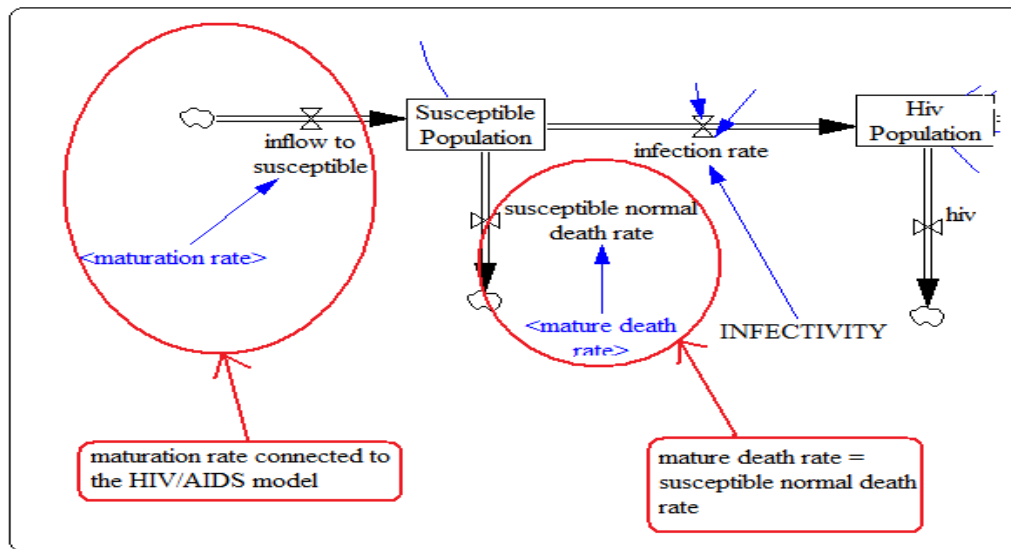 Susceptible
Population
Hiv
Population
inflow to
susceptible
infection rate
<maturation rate>
susceptible normal
death rate
hiv
<mature death
rate>
INFECTIVITY
maturation rate connected to
the HIV/AIDS model
mature death rate =
susceptible normal death
rate